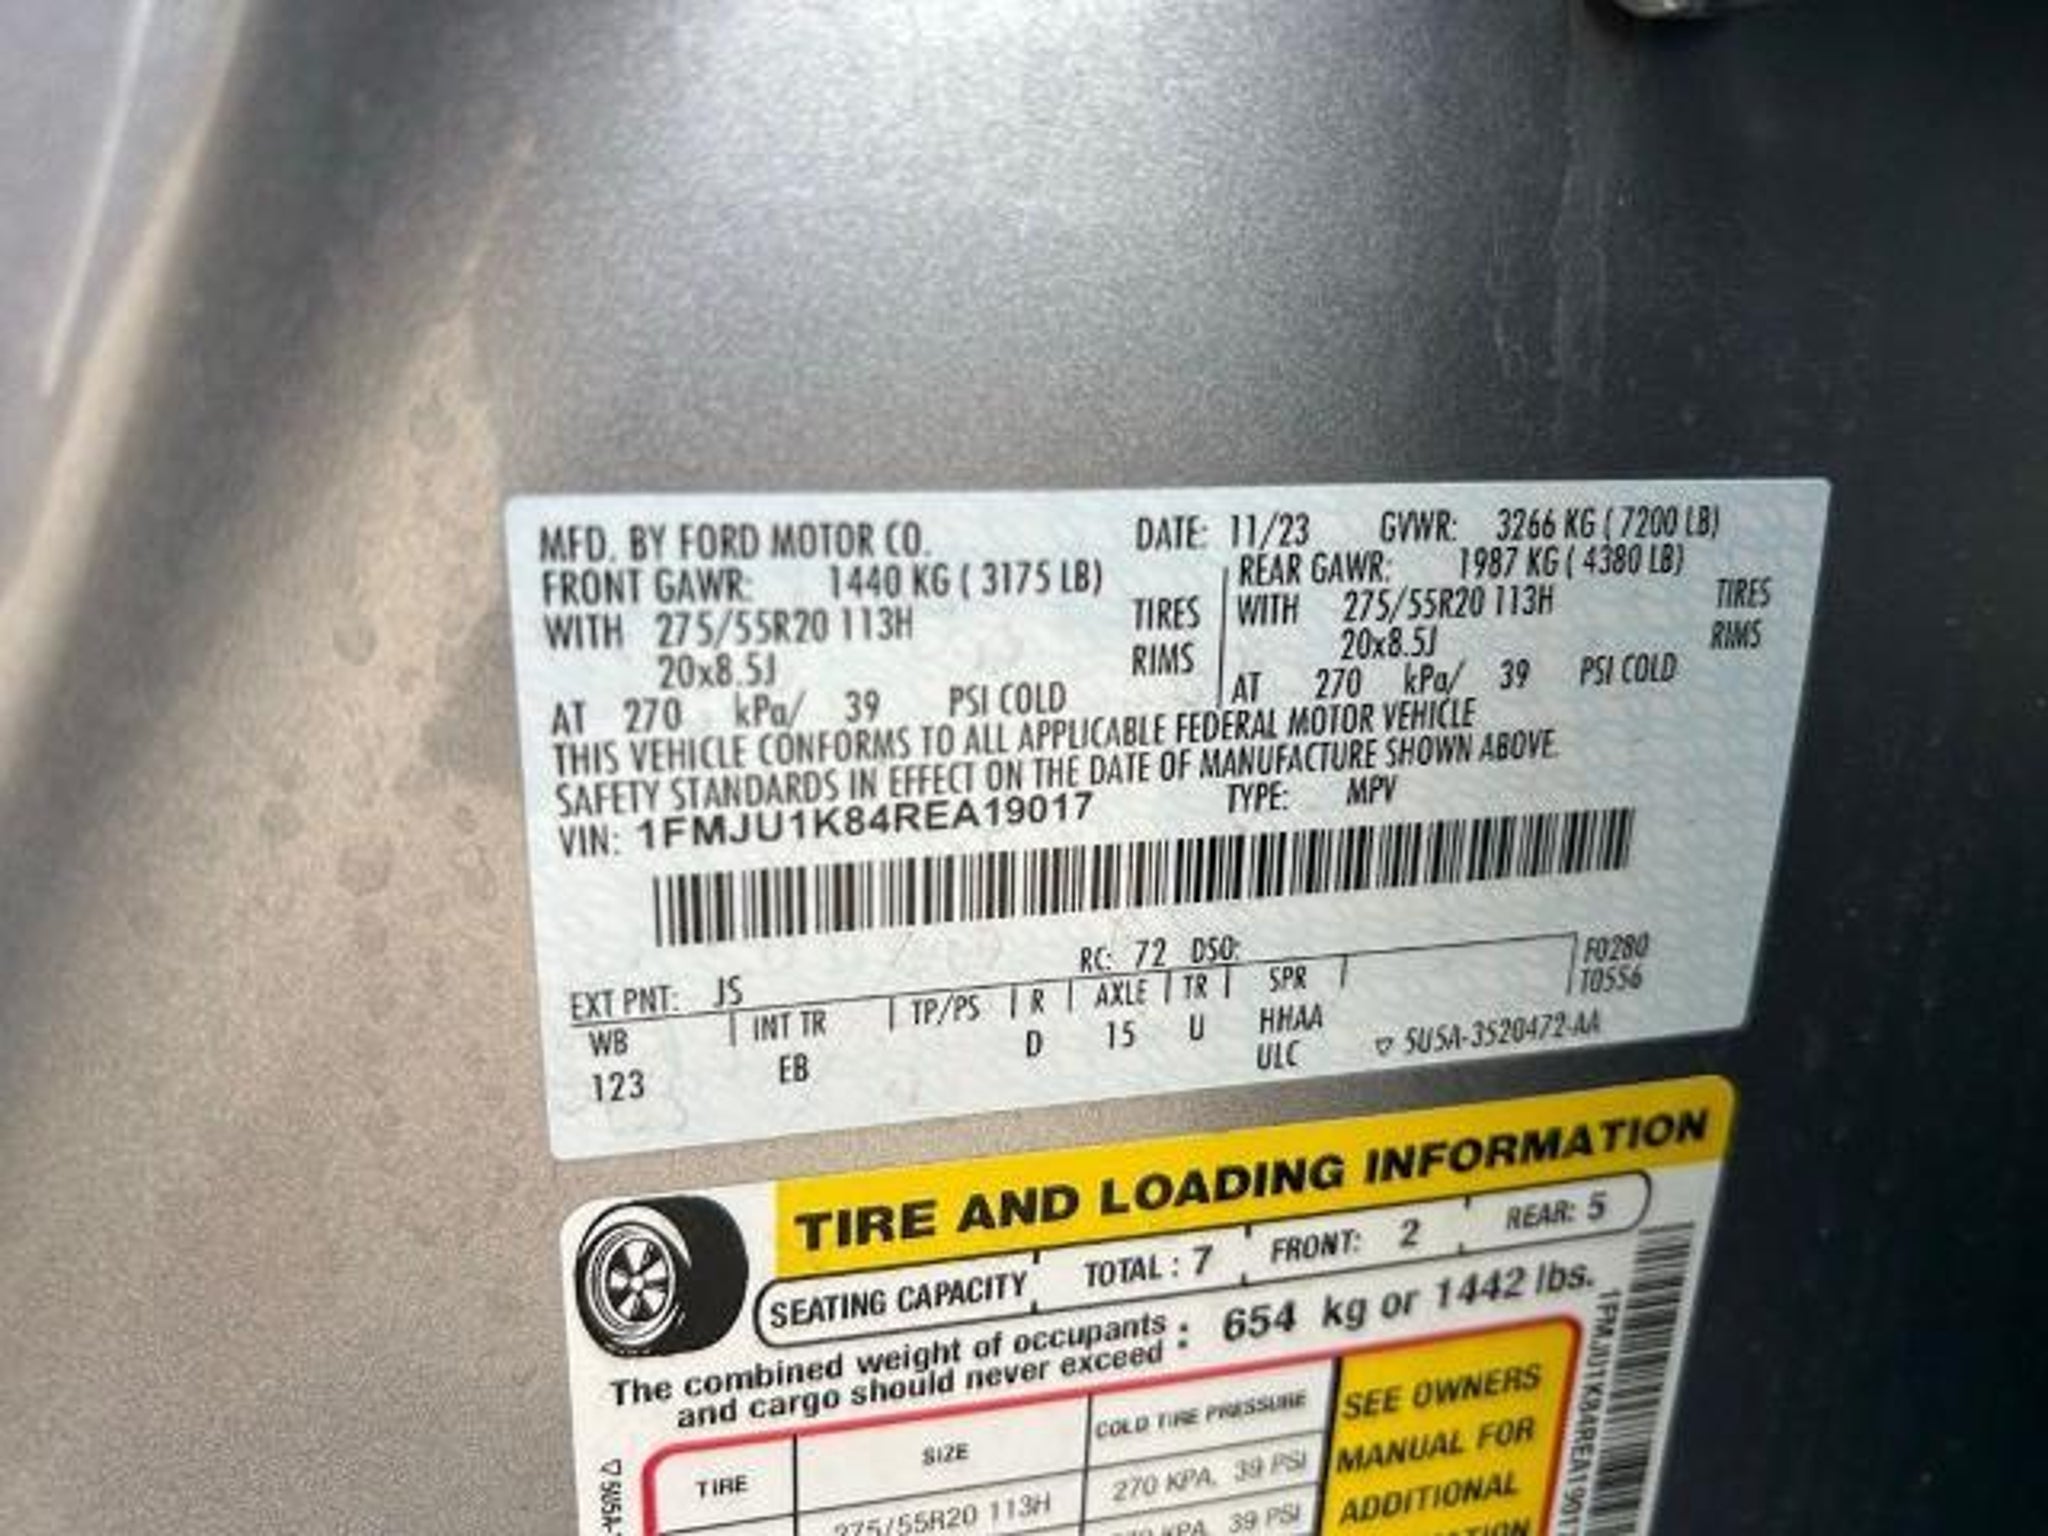 MFD. BY FORD MOTOR CO. DATE: 11/23 GVWR: 3266 KG ( 7200 LB)
FRONT GAWR: 1440 KG ( 3175 LB) REAR GAWR: 1987 KG ( 4380 LB)
WITH 275/55R20 113H TIRES WITH 275/55R20 113H TIRES
20x8.5J RIMS 20x8.5J RIMS
AT 270 kPa/ 39 PSI COLD AT 270 kPa/ 39 PSI COLD
THIS VEHICLE CONFORMS TO ALL APPLICABLE FEDERAL MOTOR VEHICLE
SAFETY STANDARDS IN EFFECT ON THE DATE OF MANUFACTURE SHOWN ABOVE.
VIN: 1FMJU1K84REA19017 TYPE: MPV
EXT PNT: JS RC: 72 DSO: F0280
WB INT TR TP/PS R AXLE TR SPR T0556
123 EB D 15 U HHAA
ULC 5U5A-3520472-AA
TIRE AND LOADING INFORMATION
SEATING CAPACITY TOTAL : 7 FRONT: 2 REAR: 5
The combined weight of occupants
and cargo should never exceed : 654 kg or 1442 lbs.
TIRE SIZE COLD TIRE PRESSURE
275/55R20 113H 270 KPA, 39 PSI
39 PSI
SEE OWNERS
MANUAL FOR
ADDITIONAL
1FMJU1K84REA19017